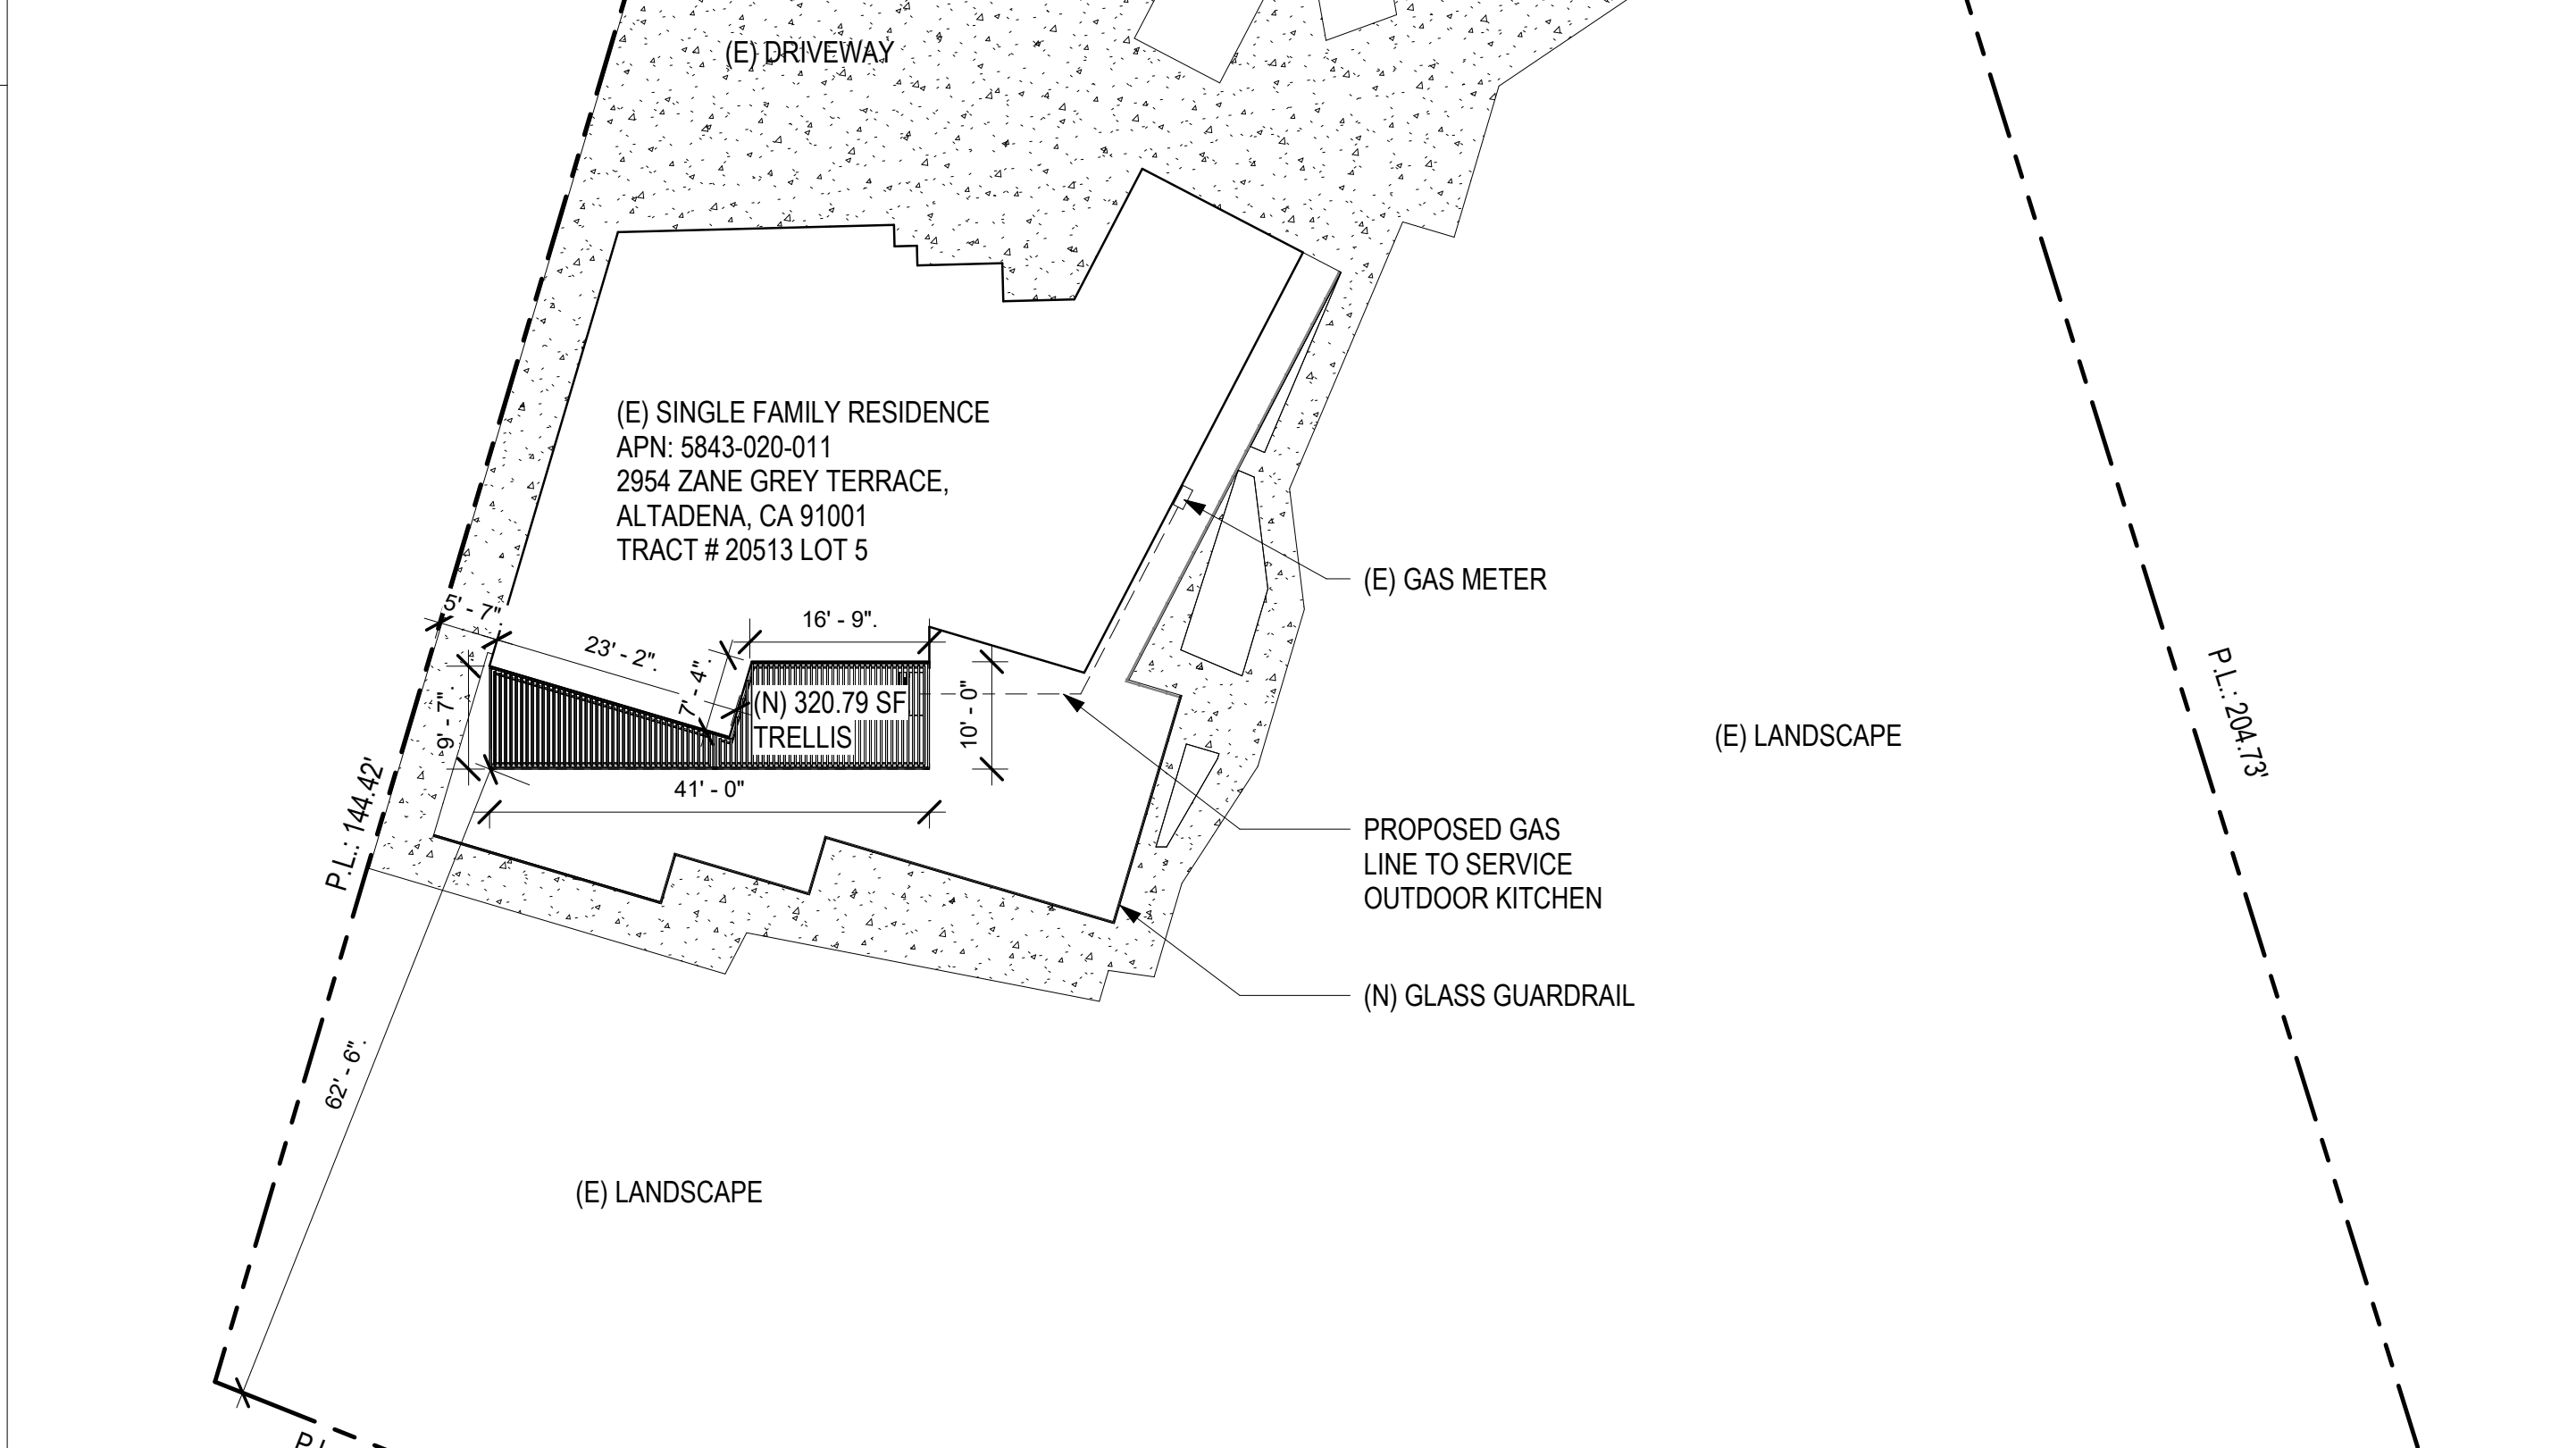 (E) DRIVEWAY
(E) SINGLE FAMILY RESIDENCE
APN: 5843-020-011
2954 ZANE GREY TERRACE,
ALTADENA, CA 91001
TRACT # 20513 LOT 5
(E) GAS METER
5' - 7".
16' - 9".
23' - 2".
7' - 4".
(N) 320.79 SF
TRELLIS
9' - 7".
10' - 0"
41' - 0"
P.L.: 204.73'
(E) LANDSCAPE
P.L.: 144.42'
PROPOSED GAS
LINE TO SERVICE
OUTDOOR KITCHEN
(N) GLASS GUARDRAIL
62' - 6".
(E) LANDSCAPE